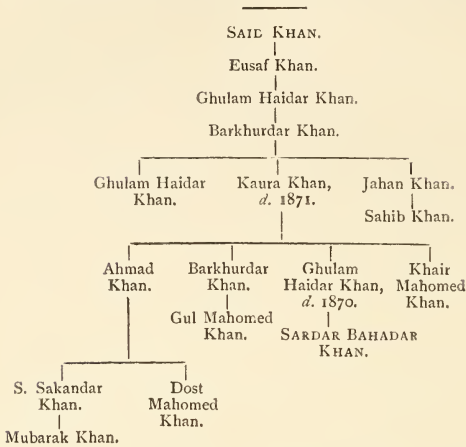 SAID KHAN.
Eusaf Khan.
Ghulam Haidar Khan.
Barkhurdar Khan.
Ghulam Haidar Khan.
Kaura Khan, d. 1871.
Jahan Khan.
Sahib Khan.
Ahmad Khan.
Barkhurdar Khan.
Ghulam Haidar Khan, d. 1870.
Khair Mahomed Khan.
Gul Mahomed Khan.
SARDAR BAHADAR KHAN.
S. Sakandar Khan.
Dost Mahomed Khan.
Mubarak Khan.